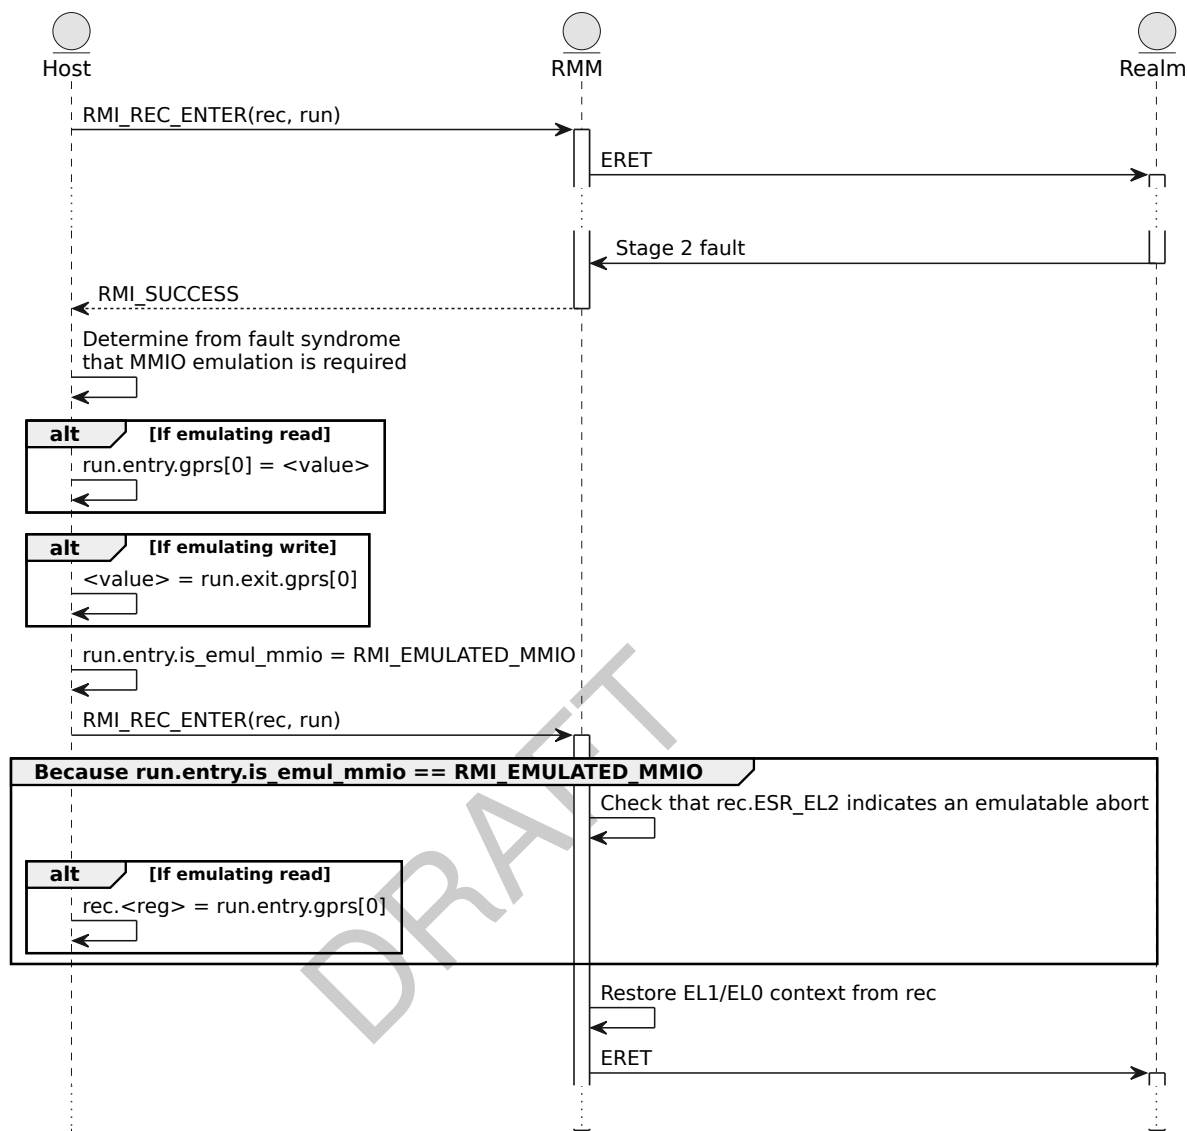 Host
RMM
Realm
RMI_REC_ENTER(rec, run)
ERET
Stage 2 fault
RMI_SUCCESS
Determine from fault syndrome
that MMIO emulation is required
alt [If emulating read]
run.entry.gprs[0] = <value>
alt [If emulating write]
<value> = run.exit.gprs[0]
run.entry.is_emul_mmio = RMI_EMULATED_MMIO
RMI_REC_ENTER(rec, run)
Because run.entry.is_emul_mmio == RMI_EMULATED_MMIO
Check that rec.ESR_EL2 indicates an emulatable abort
alt [If emulating read]
rec.<reg> = run.entry.gprs[0]
Restore EL1/EL0 context from rec
ERET
DRAFT